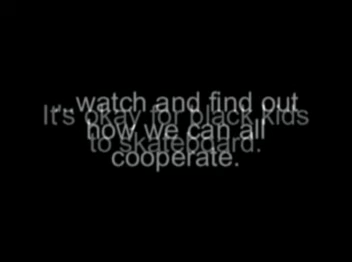 ...watch and find out
how we can all
cooperate.
It's okay for black kids
to skateboard.